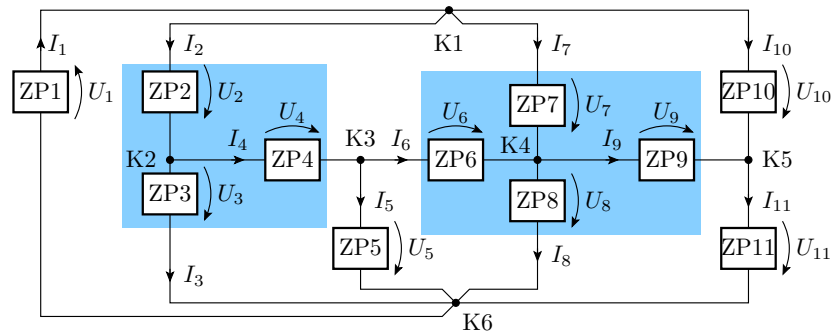 K1
I1 I2 I7 I10
ZP1 U1 ZP2 U2 ZP7 U7 ZP10 U10
U4 U6 U9
K2 I4 ZP4 K3 I6 ZP6 K4 I9 ZP9 K5
ZP3 U3 I5 ZP8 U8 I11
ZP5 U5 I8 ZP11 U11
I3
K6